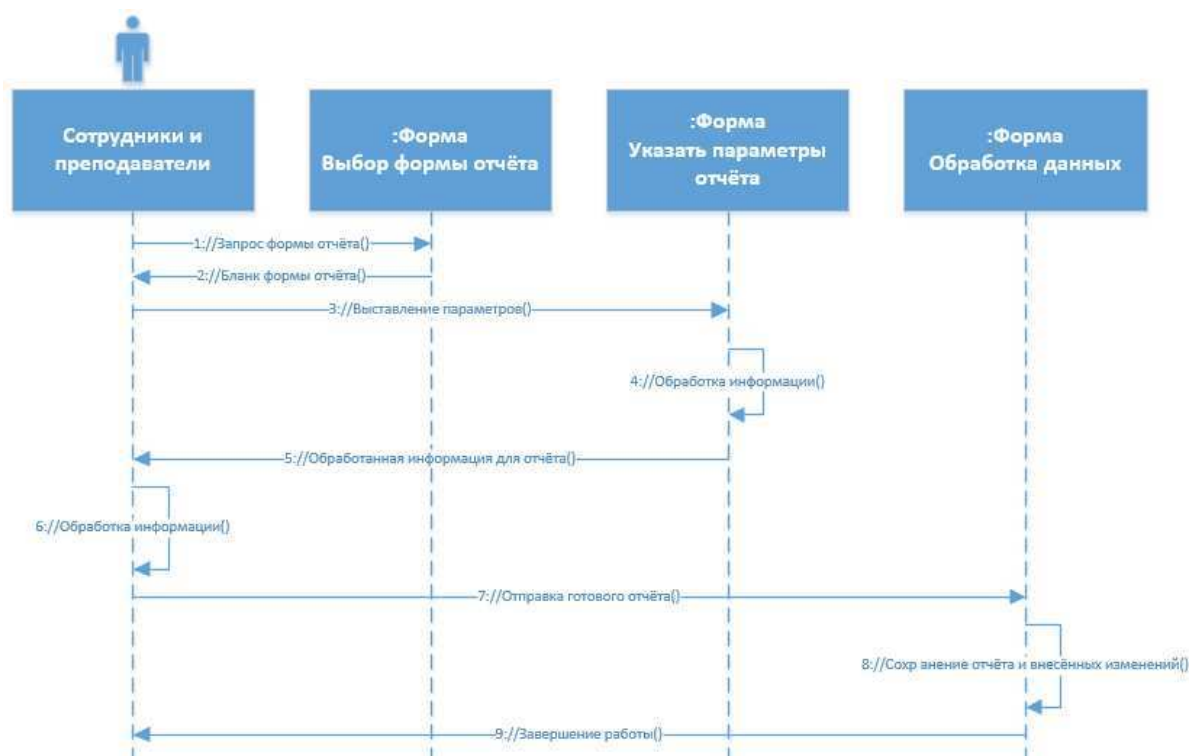 Сотрудники и
преподаватели
:Форма
Выбор формы отчёта
:Форма
Указать параметры
отчёта
:Форма
Обработка данных
1://Запрос формы отчёта()
2://Бланк формы отчёта()
3://Выставление параметров()
4://Обработка информации()
5://Обработанная информация для отчёта()
6://Обработка информации()
7://Отправка готового отчёта()
8://Сохр анение отчёта и внесённых изменений()
9://Завершение работы()